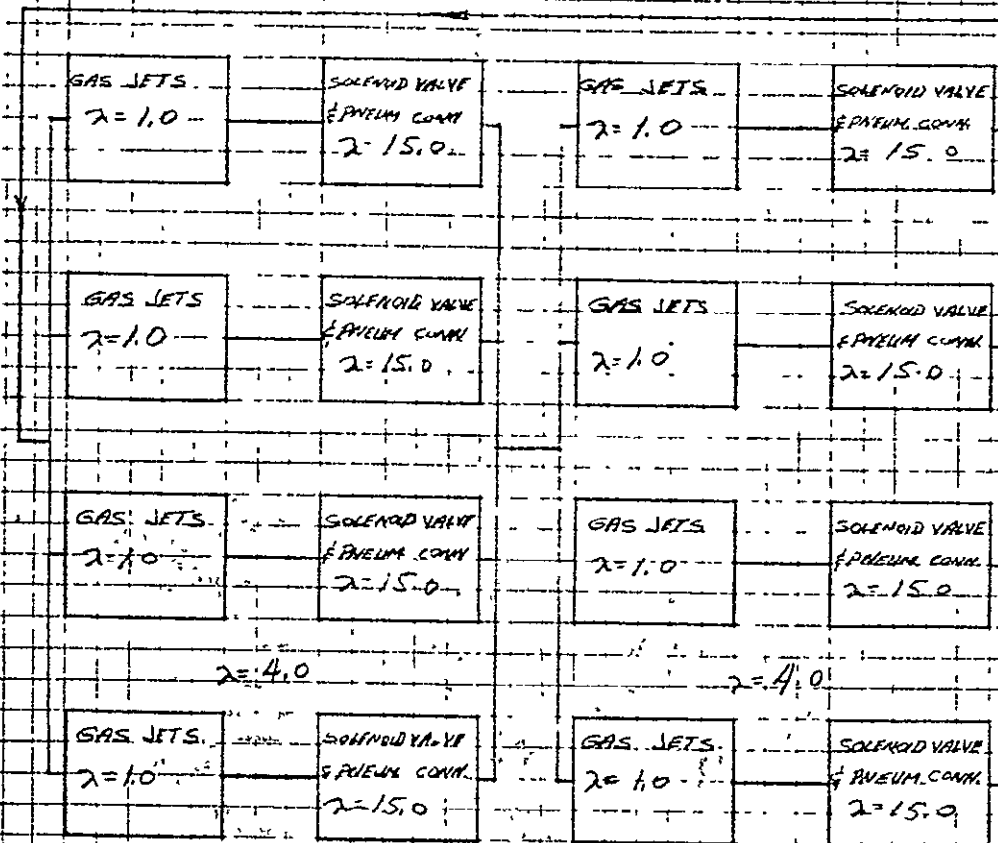 GAS JETS
λ = 1.0
SOLENOID VALVE
& PNEUM CONN
λ = 15.0
GAS JETS
λ = 1.0
SOLENOID VALVE
& PNEUM. CONN.
λ = 15.0
GAS JETS
λ = 1.0
SOLENOID VALVE
& PNEUM CONN.
λ = 15.0
GAS JETS
λ = 1.0
SOLENOID VALVE
& PNEUM CONN.
λ = 15.0
GAS JETS
λ = 1.0
SOLENOID VALVE
& PNEUM CONN
λ = 15.0
GAS JETS
λ = 1.0
SOLENOID VALVE
& PNEUM. CONN.
λ = 15.0
λ = 4.0
λ = 4.0
GAS JETS.
λ = 1.0
SOLENOID VALVE
& PNEUM CONN.
λ = 15.0
GAS JETS.
λ = 1.0
SOLENOID VALVE
& PNEUM. CONN.
λ = 15.0